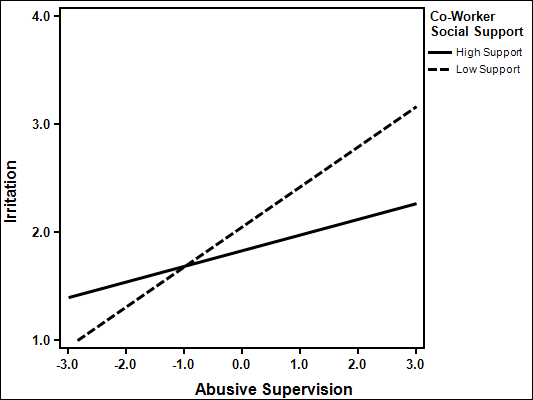 Co-Worker
Social Support
High Support
Low Support
4.0
3.0
2.0
1.0
Irritation
-3.0 -2.0 -1.0 0.0 1.0 2.0 3.0
Abusive Supervision